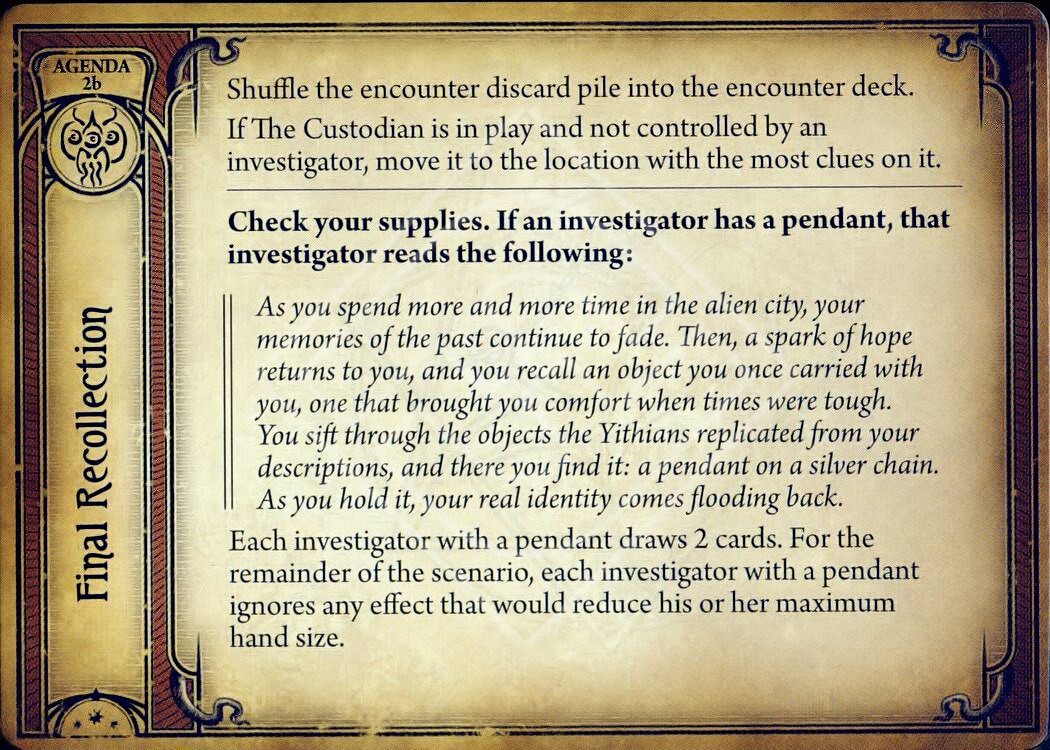 AGENDA
2b
Final Recollection
Shuffle the encounter discard pile into the encounter deck.
If The Custodian is in play and not controlled by an
investigator, move it to the location with the most clues on it.
Check your supplies. If an investigator has a pendant, that
investigator reads the following:
As you spend more and more time in the alien city, your
memories of the past continue to fade. Then, a spark of hope
returns to you, and you recall an object you once carried with
you, one that brought you comfort when times were tough.
You sift through the objects the Yithians replicated from your
descriptions, and there you find it: a pendant on a silver chain.
As you hold it, your real identity comes flooding back.
Each investigator with a pendant draws 2 cards. For the
remainder of the scenario, each investigator with a pendant
ignores any effect that would reduce his or her maximum
hand size.